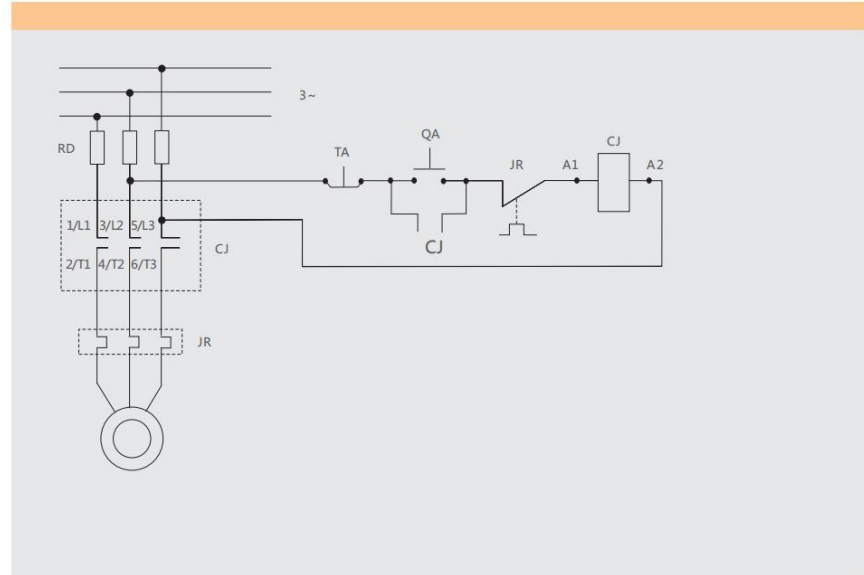 3~
RD
TA
QA
JR
A1
CJ
A2
1/L1 3/L2 5/L3
CJ
CJ
2/T1 4/T2 6/T3
JR